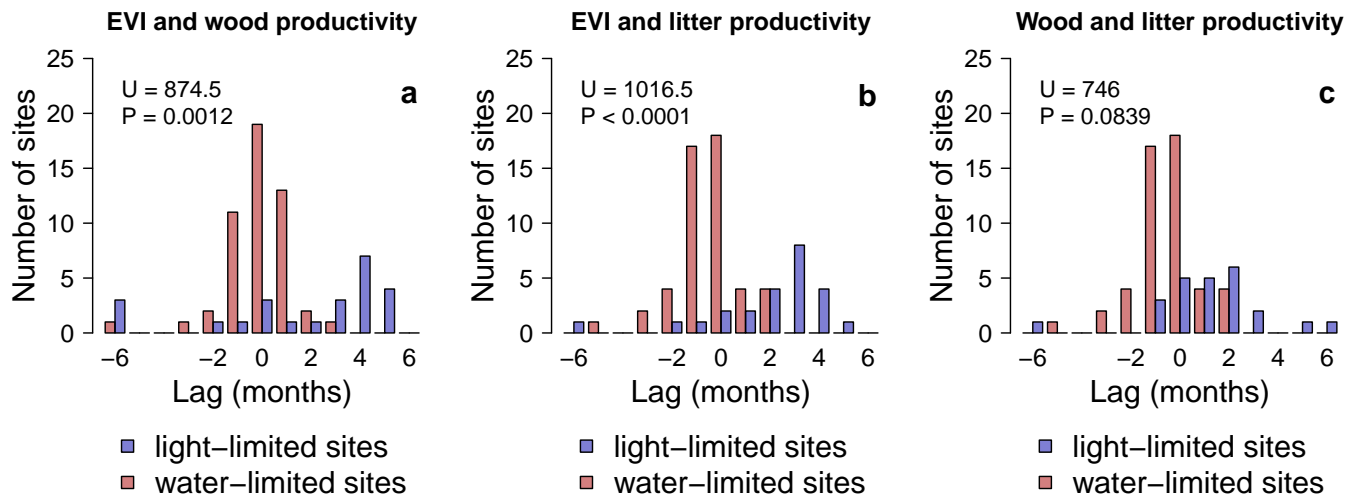 EVI and wood productivity
25
20
15
10
5
0
Number of sites
U = 874.5
P = 0.0012
a
−6 −2 0 2 4 6
Lag (months)
light−limited sites
water−limited sites
EVI and litter productivity
25
20
15
10
5
0
Number of sites
U = 1016.5
P < 0.0001
b
−6 −2 0 2 4 6
Lag (months)
light−limited sites
water−limited sites
Wood and litter productivity
25
20
15
10
5
0
Number of sites
U = 746
P = 0.0839
c
−6 −2 0 2 4 6
Lag (months)
light−limited sites
water−limited sites